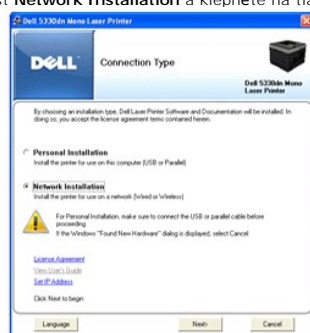 st Network Installation a klepněte na tla
Dell 5330dn Mono Laser Printer
DELL
Connection Type
Dell 5330dn Mono
Laser Printer
By choosing an installation type, Dell Laser Printer Software and Documentation will be installed. In
doing so, you accept the license agreement terms contained herein.
Personal Installation
Install the printer for use on this computer (USB or Parallel)
Network Installation
Install the printer for use on a network (Wired or Wireless)
For Personal Installation, make sure to connect the USB or parallel cable before
proceeding
If the Windows "Found New Hardware" dialog is displayed, select Cancel
License Agreement
View User's Guide
Set IP Address
Click Next to begin
Language
Next>
Cancel